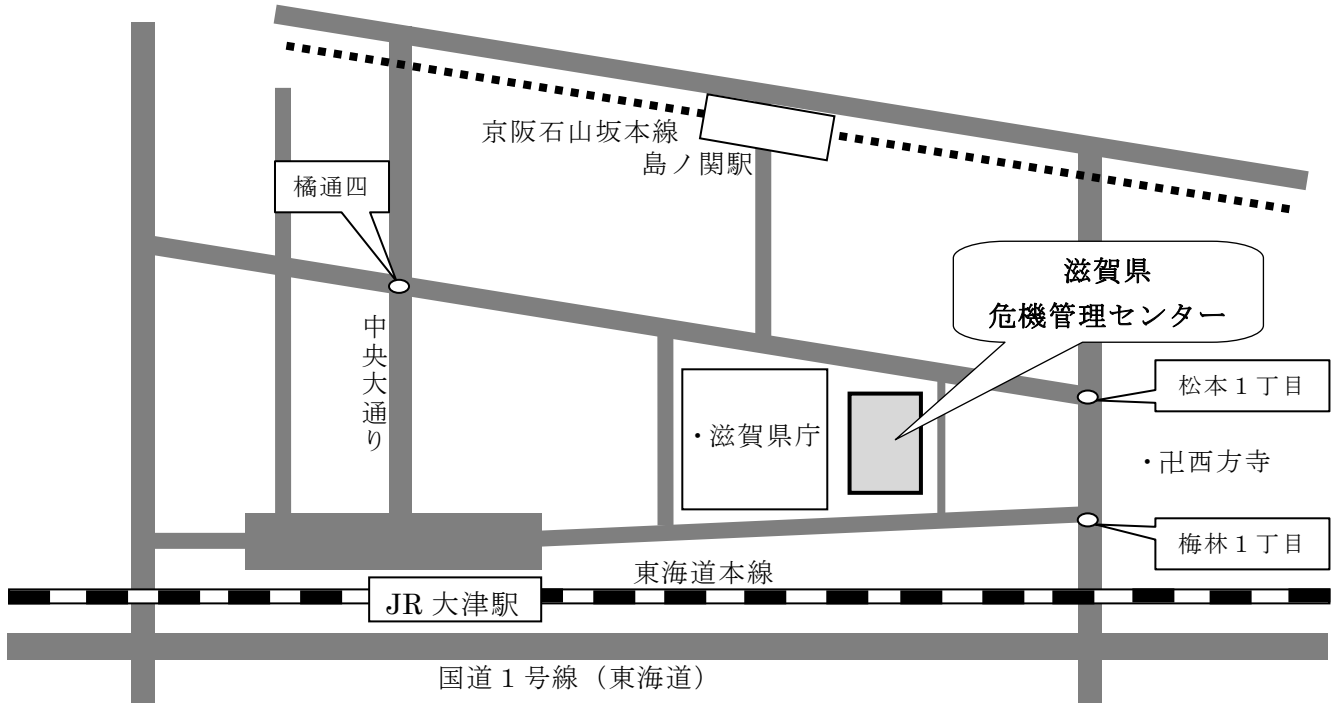 京阪石山坂本線
島ノ関駅
橘通四
滋賀県
危機管理センター
中央大通り
松本１丁目
・滋賀県庁
・卍西方寺
梅林１丁目
東海道本線
JR 大津駅
国道１号線（東海道）